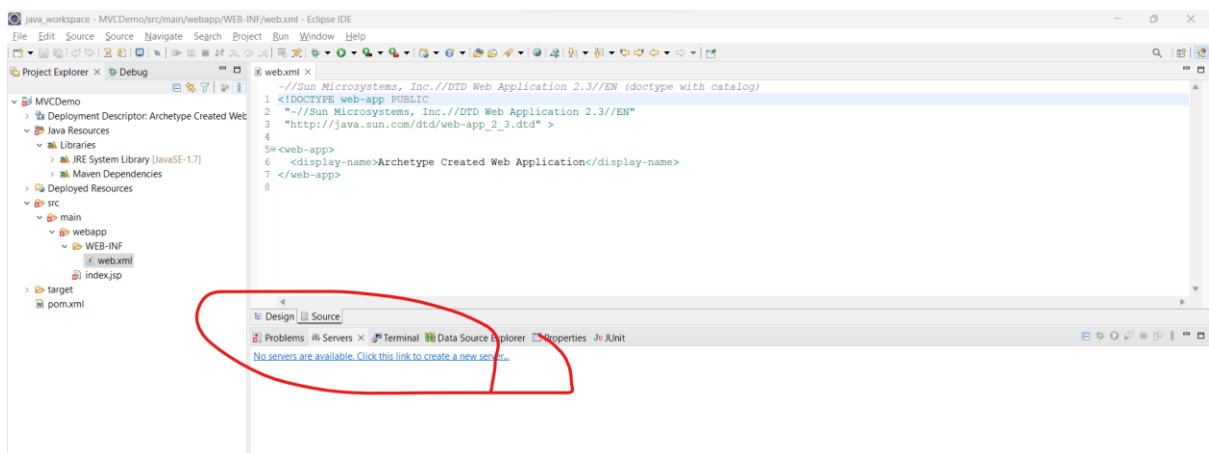 java_workspace - MVCDemo/src/main/webapp/WEB-INF/web.xml - Eclipse IDE
File Edit Source Source Navigate Search Project Run Window Help
Project Explorer × Debug
MVCDemo
Deployment Descriptor: Archetype Created Web
Java Resources
Libraries
JRE System Library [JavaSE-1.7]
Maven Dependencies
Deployed Resources
src
main
webapp
WEB-INF
web.xml
index.jsp
target
pom.xml
web.xml ×
-//Sun Microsystems, Inc.//DTD Web Application 2.3//EN (doctype with catalog)
1 <!DOCTYPE web-app PUBLIC
2 "-//Sun Microsystems, Inc.//DTD Web Application 2.3//EN"
3 "http://java.sun.com/dtd/web-app_2_3.dtd" >
4
5 <web-app>
6 <display-name>Archetype Created Web Application</display-name>
7 </web-app>
8
Design Source
Problems Servers × Terminal Data Source Explorer Properties JUnit
No servers are available. Click this link to create a new server...